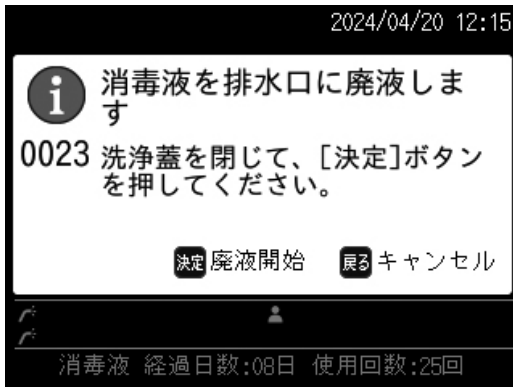 2024/04/20 12:15
消毒液を排水口に廃液しま
す
0023 洗浄蓋を閉じて、[決定]ボタン
を押してください。
決定 廃液開始 戻る キャンセル
消毒液 経過日数:08日 使用回数:25回